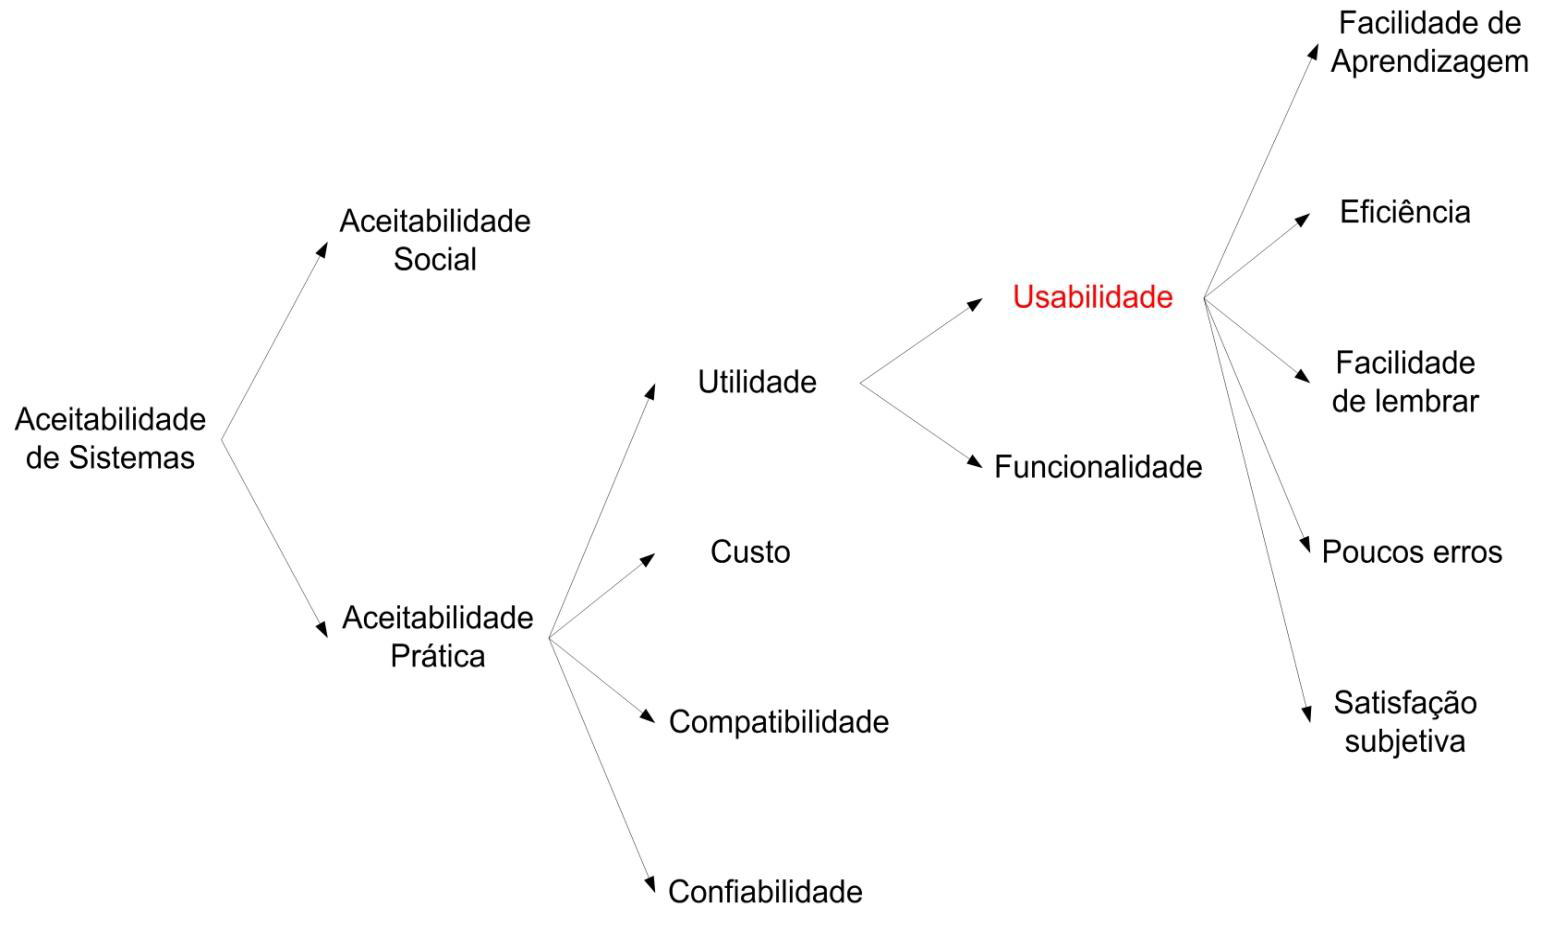 Aceitabilidade
de Sistemas
Aceitabilidade
Social
Aceitabilidade
Prática
Utilidade
Custo
Compatibilidade
Confiabilidade
Usabilidade
Funcionalidade
Facilidade de
Aprendizagem
Eficiência
Facilidade
de lembrar
Poucos erros
Satisfação
subjetiva